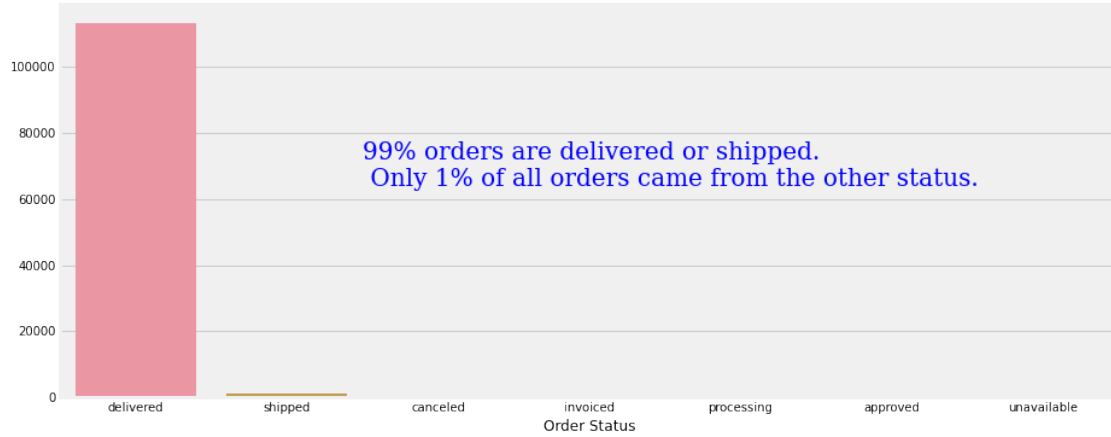 100000
80000
60000
40000
20000
0
99% orders are delivered or shipped.
Only 1% of all orders came from the other status.
delivered shipped canceled invoiced processing approved unavailable
Order Status